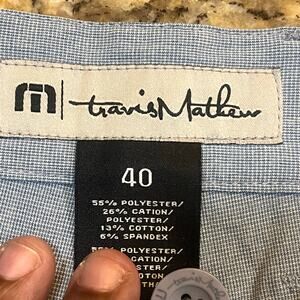 travisMathew
40
55% POLYESTER/
26% CATION/
POLYESTER/
13% COTTON/
6% SPANDEX